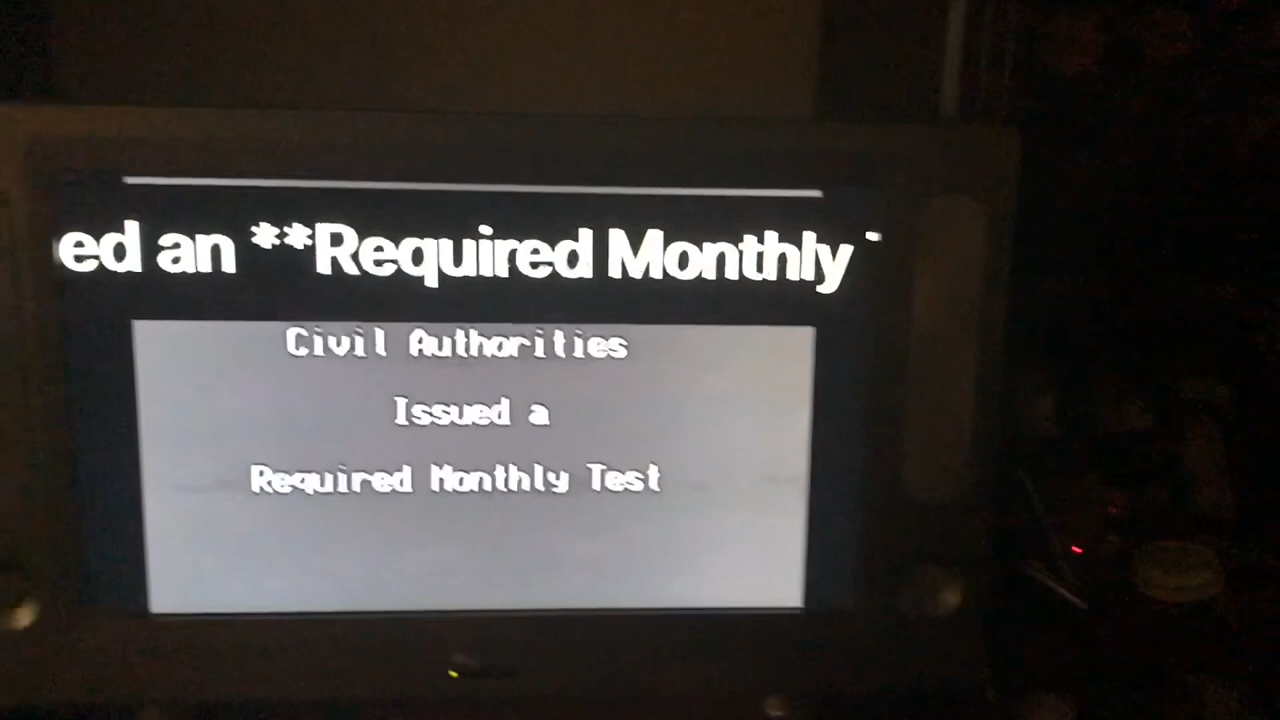 ed an **Required Monthly
Civil Authorities
Issued a
Required Monthly Test